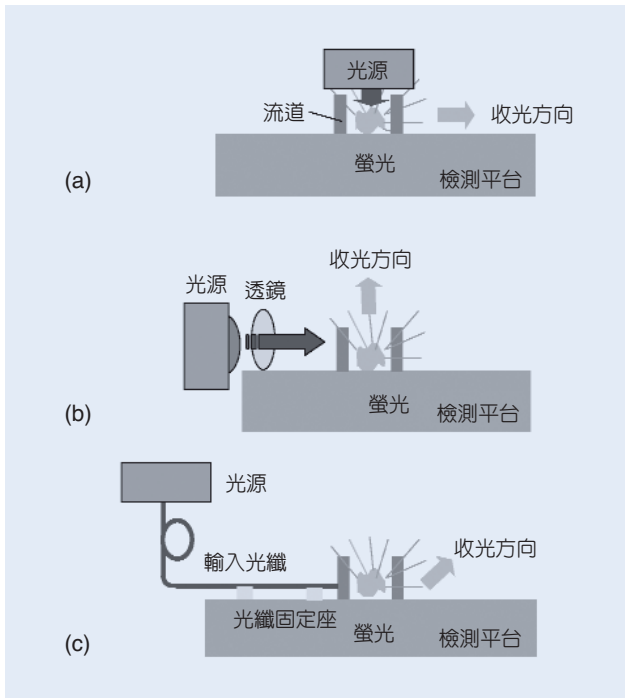 光源
流道
收光方向
螢光
檢測平台
(a)
收光方向
光源
透鏡
螢光
檢測平台
(b)
光源
輸入光纖
收光方向
光纖固定座
螢光
檢測平台
(c)